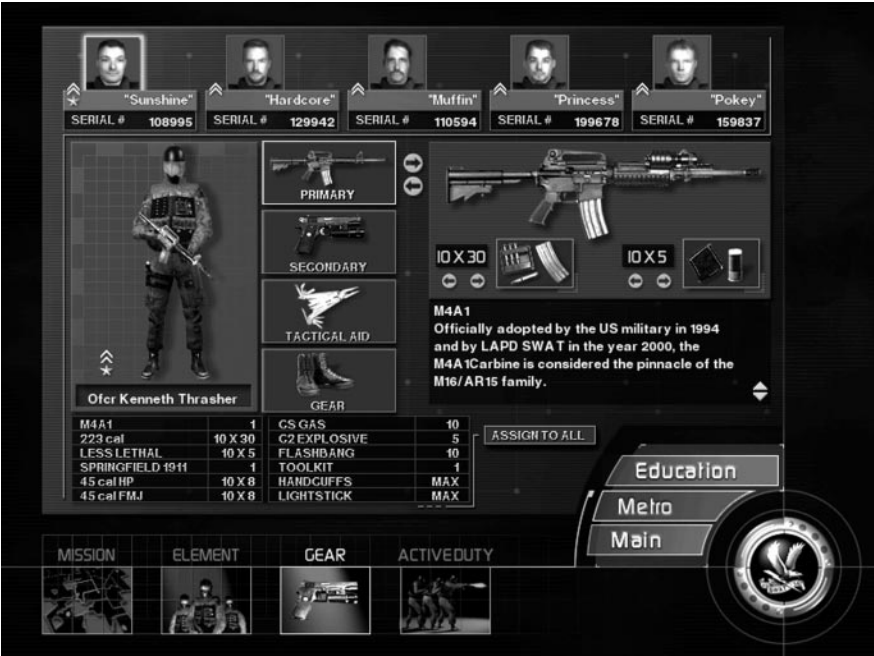 "Sunshine"
SERIAL # 108995
"Hardcore"
SERIAL # 129942
"Muffin"
SERIAL # 110594
"Princess"
SERIAL # 199678
"Pokey"
SERIAL # 159837
Ofcr Kenneth Thrasher
PRIMARY
SECONDARY
TACTICAL AID
GEAR
10X30
10X5
M4A1
Officially adopted by the US military in 1994
and by LAPD SWAT in the year 2000, the
M4A1Carbine is considered the pinnacle of the
M16/AR15 family.
M4A1 1
223 cal 10 X 30
LESS LETHAL 10 X 5
SPRINGFIELD 1911 1
45 cal HP 10 X 8
45 cal FMJ 10 X 8
CS GAS 10
C2 EXPLOSIVE 5
FLASHBANG 10
TOOLKIT 1
HANDCUFFS MAX
LIGHTSTICK MAX
ASSIGN TO ALL
Education
Metro
Main
MISSION
ELEMENT
GEAR
ACTIVE DUTY